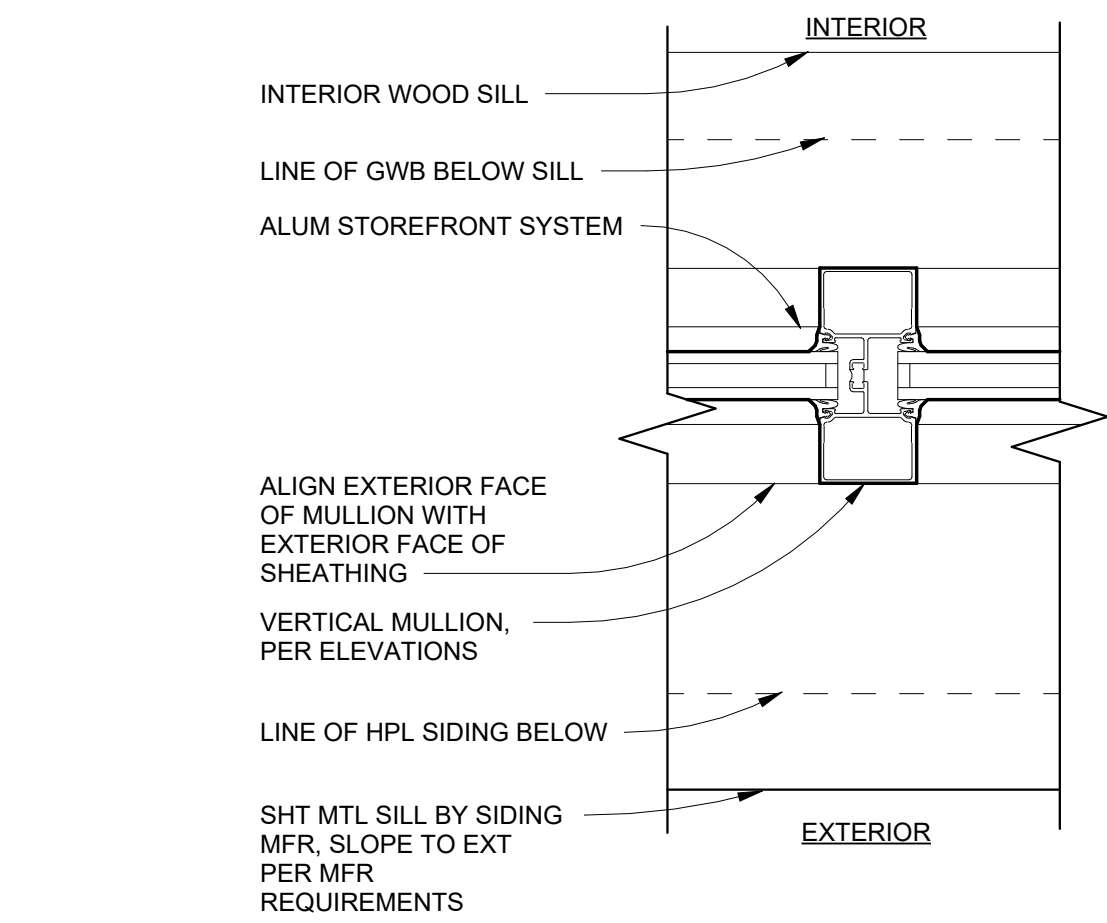 INTERIOR
INTERIOR WOOD SILL
LINE OF GWB BELOW SILL
ALUM STOREFRONT SYSTEM
ALIGN EXTERIOR FACE
OF MULLION WITH
EXTERIOR FACE OF
SHEATHING
VERTICAL MULLION,
PER ELEVATIONS
LINE OF HPL SIDING BELOW
SHT MTL SILL BY SIDING
MFR, SLOPE TO EXT
PER MFR
REQUIREMENTS
EXTERIOR